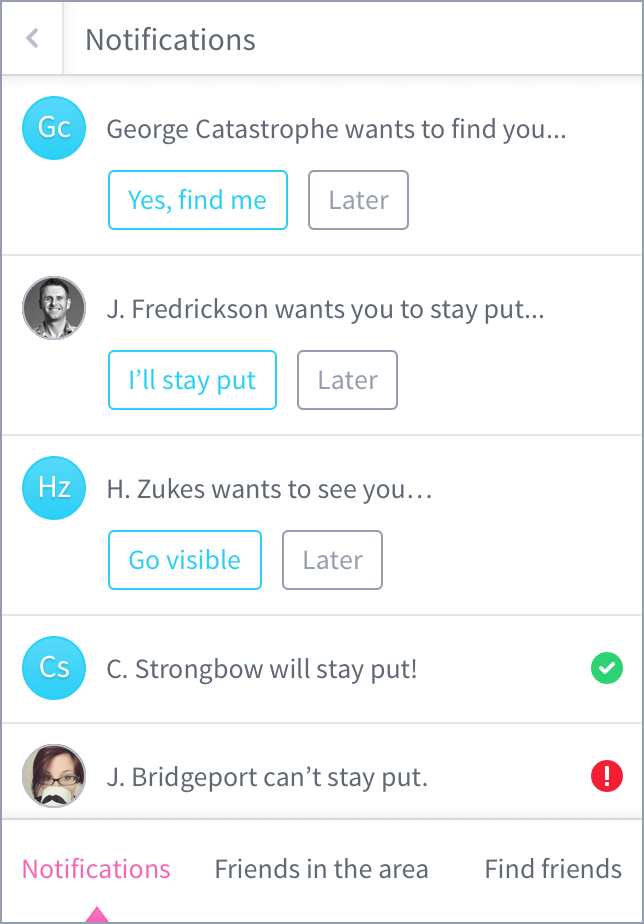 Notifications
Gc
George Catastrophe wants to find you...
Yes, find me
Later
J. Fredrickson wants you to stay put...
I’ll stay put
Later
Hz
H. Zukes wants to see you…
Go visible
Later
Cs
C. Strongbow will stay put!
J. Bridgeport can’t stay put.
Notifications
Friends in the area
Find friends